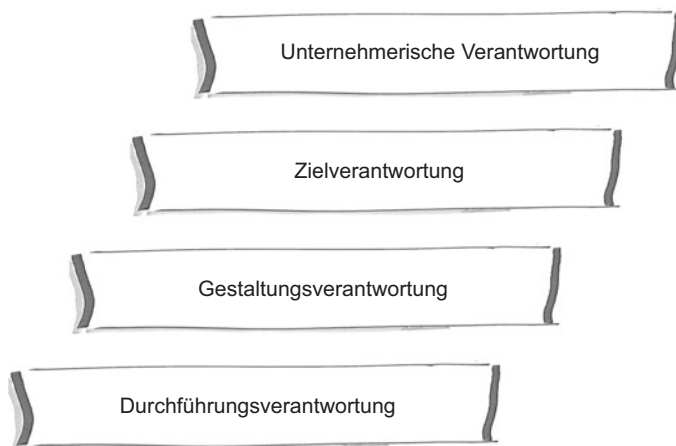 Unternehmerische Verantwortung
Zielverantwortung
Gestaltungsverantwortung
Durchführungsverantwortung